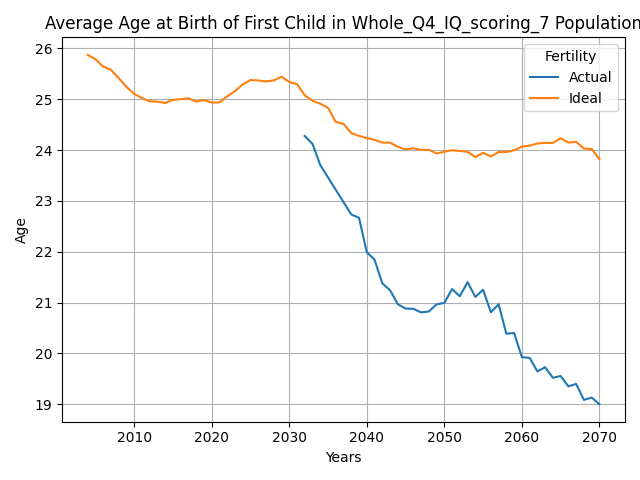 Average Age at Birth of First Child in Whole_Q4_IQ_scoring_7 Population
Fertility
Actual
Ideal
Age
26
25
24
23
22
21
20
19
2010 2020 2030 2040 2050 2060 2070
Years